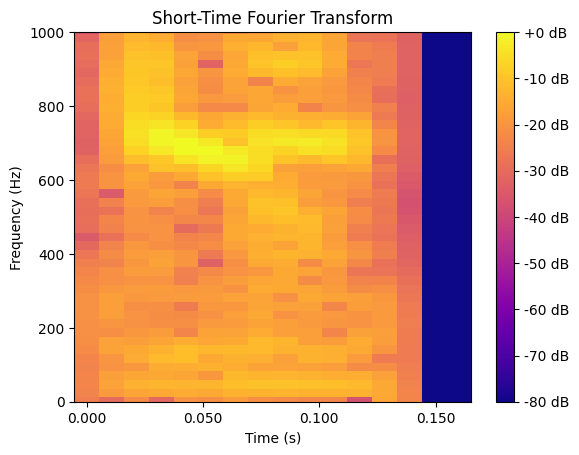 Short-Time Fourier Transform
1000
800
600
400
200
0
Frequency (Hz)
0.000
0.050
0.100
0.150
Time (s)
+0 dB
-10 dB
-20 dB
-30 dB
-40 dB
-50 dB
-60 dB
-70 dB
-80 dB